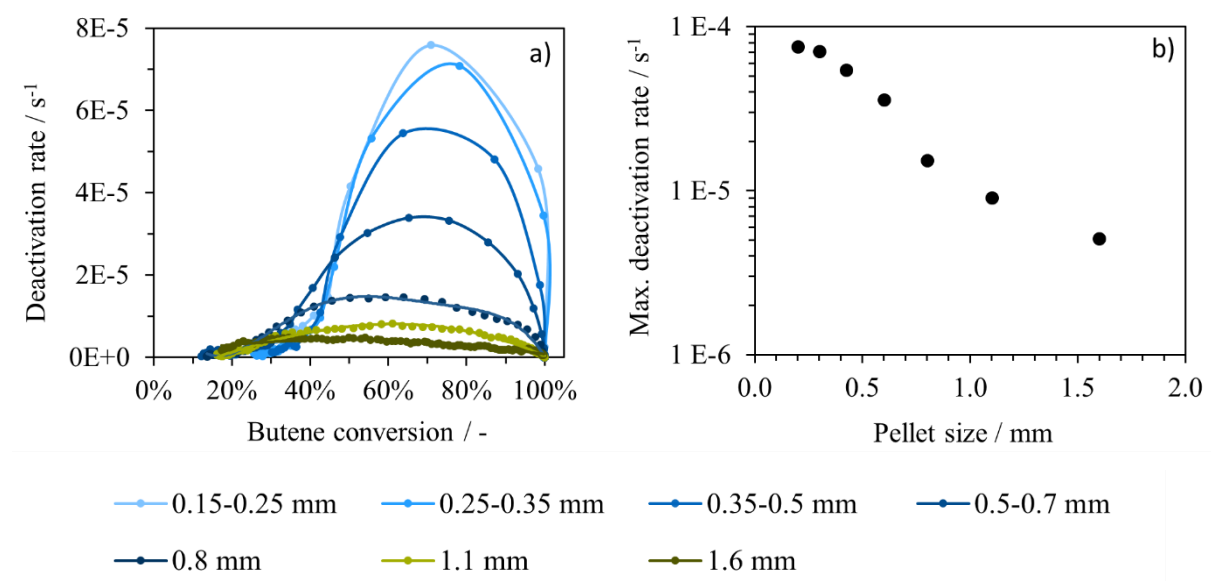 a)
8E-5
6E-5
4E-5
2E-5
0E+0
Deactivation rate / s⁻¹
0% 20% 40% 60% 80% 100%
Butene conversion / -
b)
1 E-4
1 E-5
1 E-6
Max. deactivation rate / s⁻¹
0.0 0.5 1.0 1.5 2.0
Pellet size / mm
0.15-0.25 mm 0.25-0.35 mm 0.35-0.5 mm 0.5-0.7 mm
0.8 mm 1.1 mm 1.6 mm